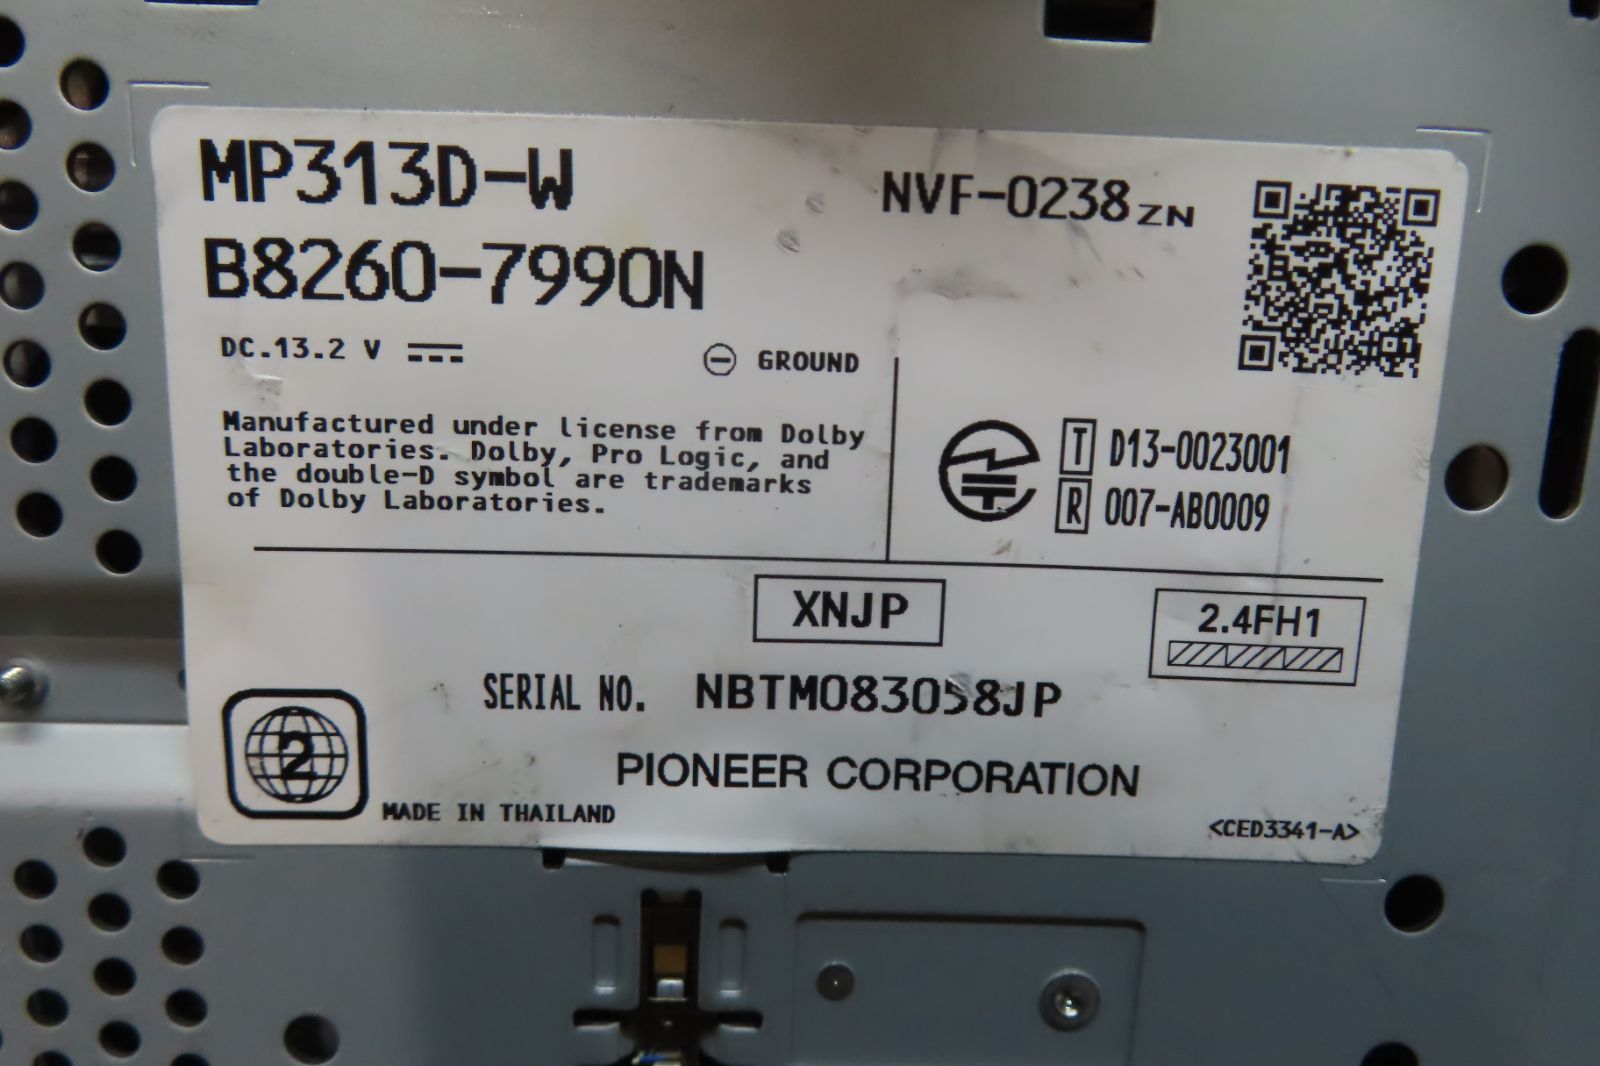 MP313D-W
NVF-0238ZN
B8260-7990N
DC.13.2 V
GROUND
Manufactured under license from Dolby
Laboratories. Dolby, Pro Logic, and
the double-D symbol are trademarks
of Dolby Laboratories.
T D13-0023001
R 007-AB0009
XNJP
2.4FH1
SERIAL NO. NBTM083058JP
2
PIONEER CORPORATION
MADE IN THAILAND
<CED3341-A>